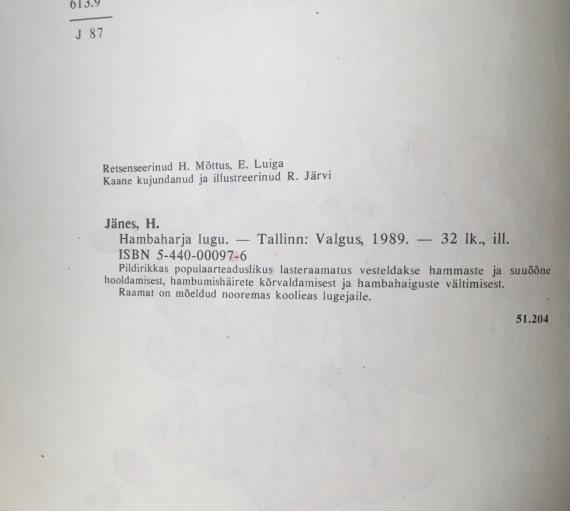 613.9
J 87
Retsenseerinud H. Mõttus, E. Luiga
Kaane kujundanud ja illustreerinud R. Järvi
Jänes, H.
Hambaharja lugu. — Tallinn: Valgus, 1989. — 32 lk., ill.
ISBN 5-440-00097-6
Pildirikkas populaarteaduslikus lasteraamatus vesteldakse hammaste ja suuõõne
hooldamisest, hambumishäirete kõrvaldamisest ja hambahaiguste vältimisest.
Raamat on mõeldud nooremas koolieas lugejaile.
51.204